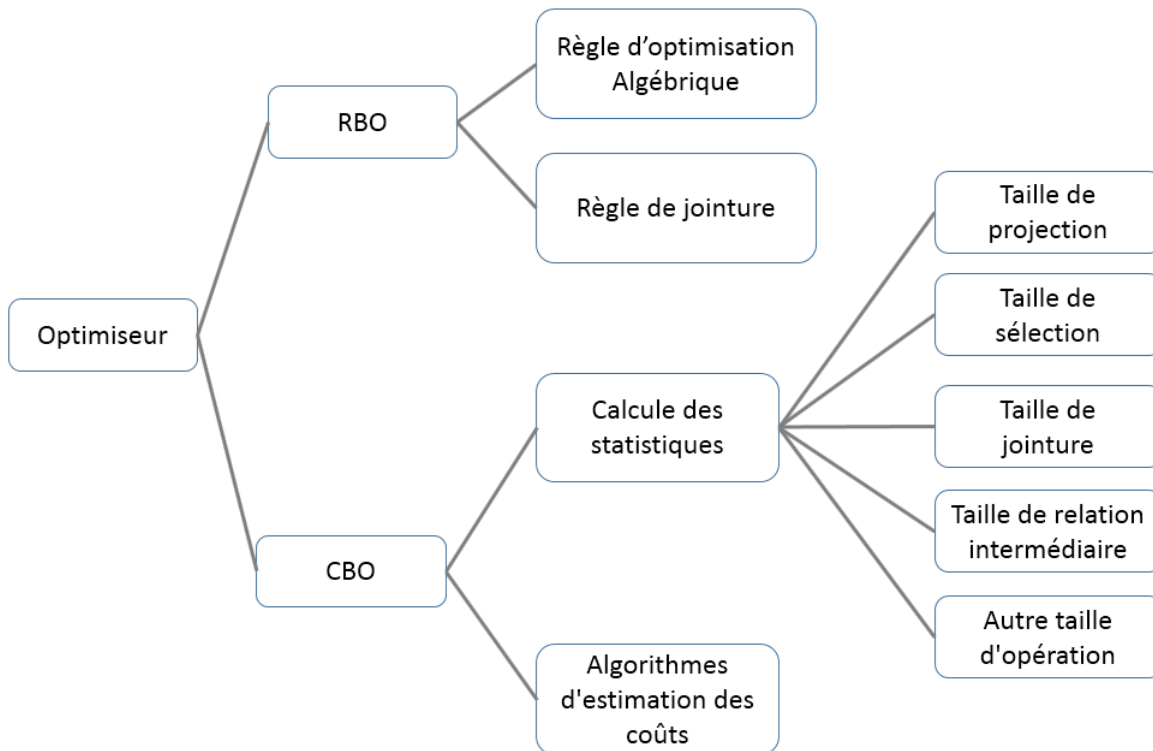 Règle d’optimisation
Algébrique
RBO
Règle de jointure
Taille de
projection
Taille de
sélection
Optimiseur
Calcule des
statistiques
Taille de
jointure
Taille de relation
intermédiaire
CBO
Autre taille
d'opération
Algorithmes
d'estimation des
coûts